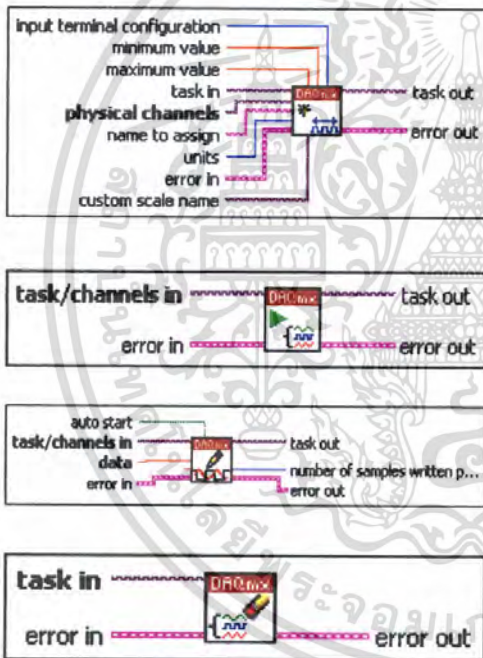 input terminal configuration
minimum value
maximum value
task in
DAQmx
task out
physical channels
name to assign
error out
units
error in
custom scale name
task/channels in
DAQmx
task out
error in
error out
auto start
task/channels in
DAQmx
task out
data
number of samples written p...
error in
error out
task in
DAQmx
error in
error out